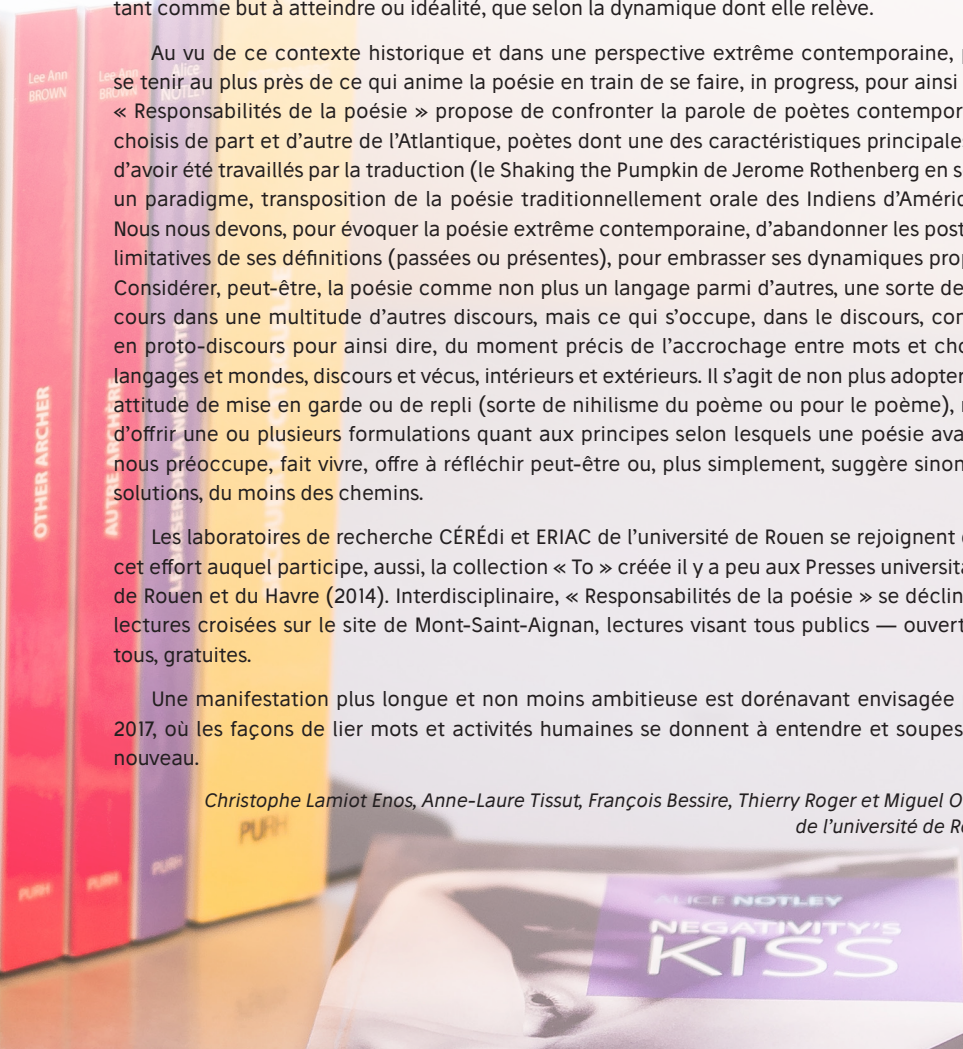 tant comme but à atteindre ou idéalité, que selon la dynamique dont elle relève.
Au vu de ce contexte historique et dans une perspective extrême contemporaine,
se tenir au plus près de ce qui anime la poésie en train de se faire, in progress, pour ainsi
« Responsabilités de la poésie » propose de confronter la parole de poètes contempor
choisis de part et d'autre de l'Atlantique, poètes dont une des caractéristiques principale
d'avoir été travaillés par la traduction (le Shaking the Pumpkin de Jerome Rothenberg en s
un paradigme, transposition de la poésie traditionnellement orale des Indiens d'Améric
Nous nous devons, pour évoquer la poésie extrême contemporaine, d'abandonner les post
limitatives de ses définitions (passées ou présentes), pour embrasser ses dynamiques prop
Considérer, peut-être, la poésie comme non plus un langage parmi d'autres, une sorte de
cours dans une multitude d'autres discours, mais ce qui s'occupe, dans le discours, cor
en proto-discours pour ainsi dire, du moment précis de l'accrochage entre mots et cho
langages et mondes, discours et vécus, intérieurs et extérieurs. Il s'agit de non plus adopter
attitude de mise en garde ou de repli (sorte de nihilisme du poème ou pour le poème),
d'offrir une ou plusieurs formulations quant aux principes selon lesquels une poésie ava
nous préoccupe, fait vivre, offre à réfléchir peut-être ou, plus simplement, suggère sinon
solutions, du moins des chemins.
Les laboratoires de recherche CÉRÉdi et ERIAC de l'université de Rouen se rejoignent
cet effort auquel participe, aussi, la collection « To » créée il y a peu aux Presses universita
de Rouen et du Havre (2014). Interdisciplinaire, « Responsabilités de la poésie » se déclin
lectures croisées sur le site de Mont-Saint-Aignan, lectures visant tous publics — ouvert
tous, gratuites.
Une manifestation plus longue et non moins ambitieuse est dorénavant envisagée
2017, où les façons de lier mots et activités humaines se donnent à entendre et soupes
nouveau.
Christophe Lamiot Enos, Anne-Laure Tissut, François Bessire, Thierry Roger et Miguel O
de l'université de Ro
Lee Ann
BROWN
OTHER ARCHER
PURH
Lee Ann
BROWN
AUTRE ARCHÈRE
PURH
Alice
NOTLEY
LE BAISER DE LA NÉGATIVITÉ
PURH
PURH
ALICE NOTLEY
NEGATIVITY'S
KISS